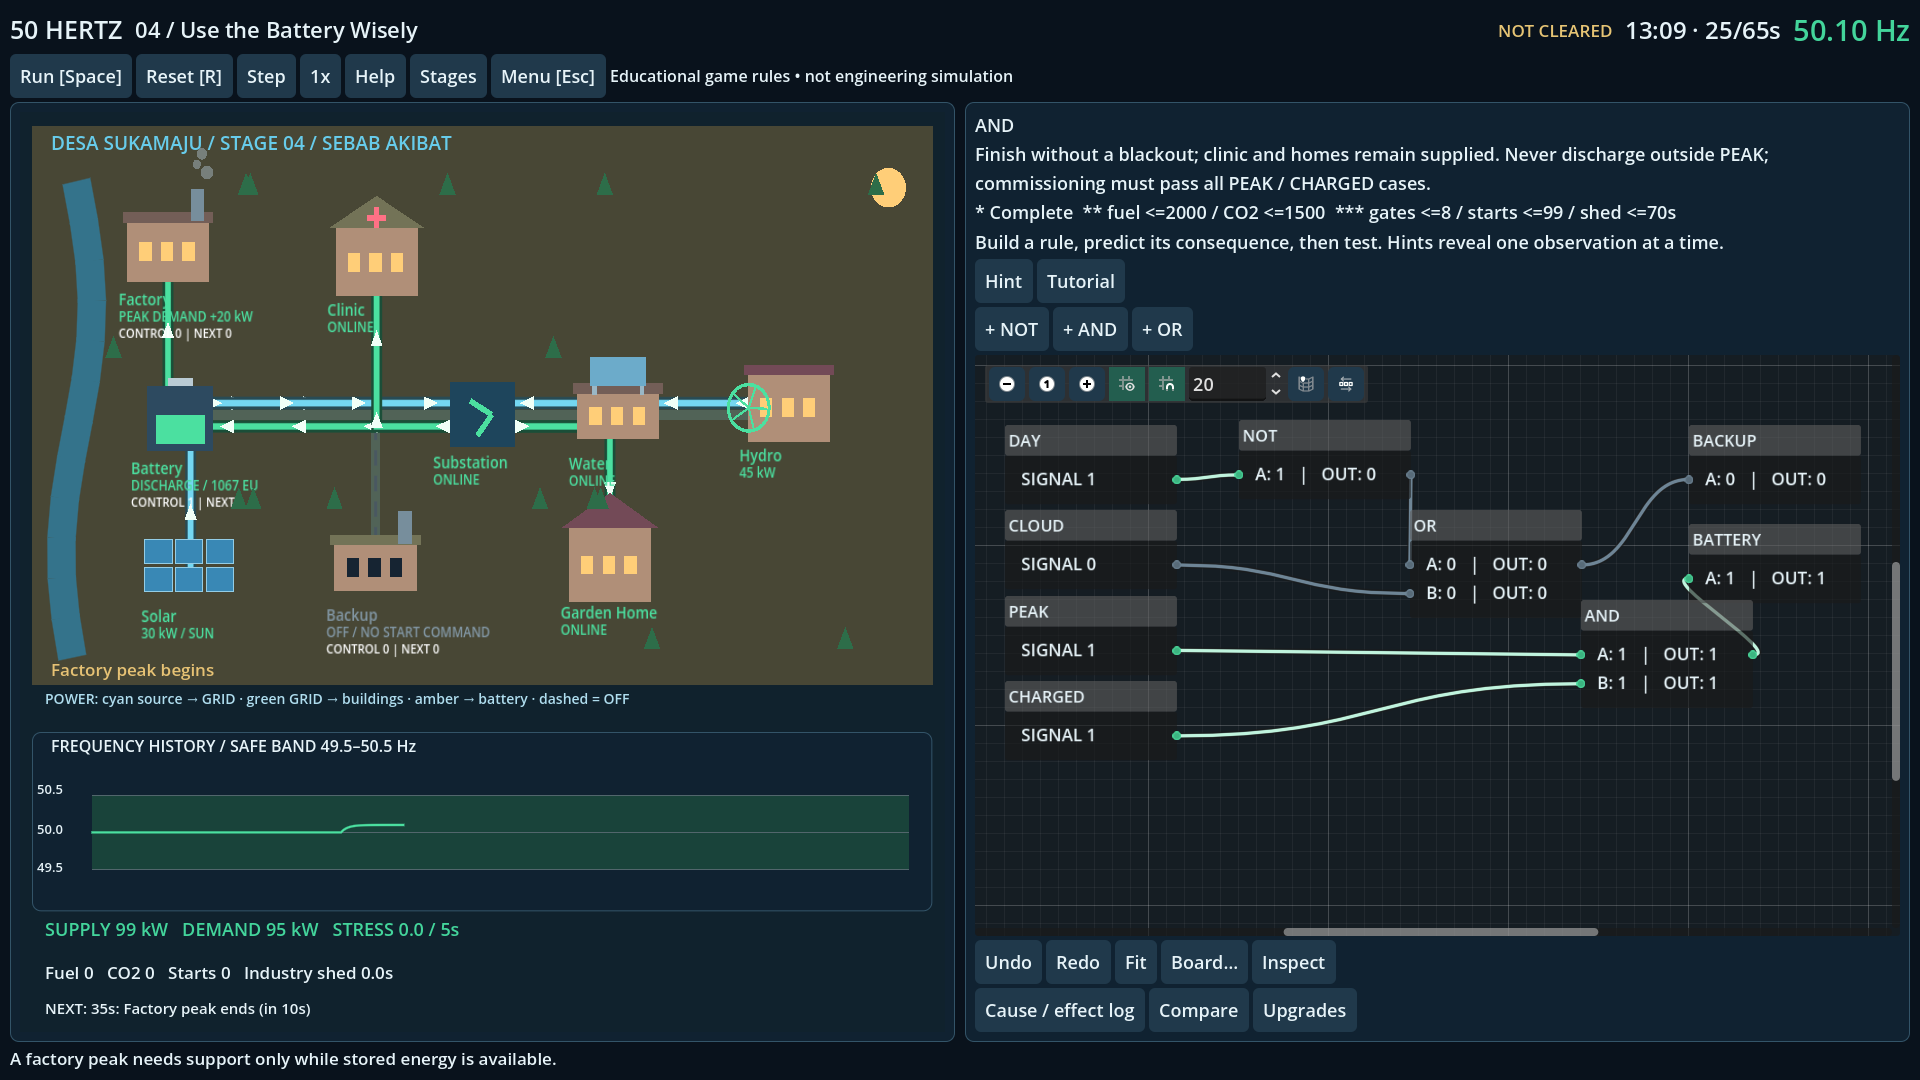 50 HERTZ 04 / Use the Battery Wisely
NOT CLEARED 13:09 · 25/65s 50.10 Hz
Run [Space] Reset [R] Step 1x Help Stages Menu [Esc] Educational game rules • not engineering simulation
DESA SUKAMAJU / STAGE 04 / SEBAB AKIBAT
Factory
PEAK DEMAND +20 kW
CONTROL 0 | NEXT 0
Clinic
ONLINE
Battery
DISCHARGE / 1067 EU
CONTROL 1 | NEXT
Substation
ONLINE
Water
ONLINE
Hydro
45 kW
Solar
30 kW / SUN
Backup
OFF / NO START COMMAND
CONTROL 0 | NEXT 0
Garden Home
ONLINE
Factory peak begins
POWER: cyan source → GRID · green GRID → buildings · amber → battery · dashed = OFF
FREQUENCY HISTORY / SAFE BAND 49.5–50.5 Hz
50.5
50.0
49.5
SUPPLY 99 kW DEMAND 95 kW STRESS 0.0 / 5s
Fuel 0 CO2 0 Starts 0 Industry shed 0.0s
NEXT: 35s: Factory peak ends (in 10s)
A factory peak needs support only while stored energy is available.
AND
Finish without a blackout; clinic and homes remain supplied. Never discharge outside PEAK;
commissioning must pass all PEAK / CHARGED cases.
* Complete ** fuel <=2000 / CO2 <=1500 *** gates <=8 / starts <=99 / shed <=70s
Build a rule, predict its consequence, then test. Hints reveal one observation at a time.
Hint Tutorial
+ NOT + AND + OR
1 20
DAY
SIGNAL 1
NOT
A: 1 | OUT: 0
BACKUP
A: 0 | OUT: 0
CLOUD
SIGNAL 0
OR
A: 0 | OUT: 0
B: 0 | OUT: 0
BATTERY
A: 1 | OUT: 1
PEAK
SIGNAL 1
AND
A: 1 | OUT: 1
B: 1 | OUT: 1
CHARGED
SIGNAL 1
Undo Redo Fit Board... Inspect
Cause / effect log Compare Upgrades